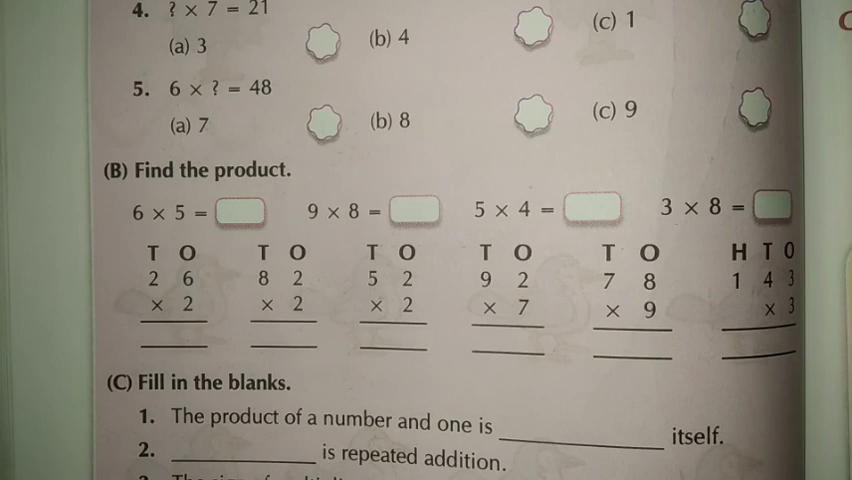 4. ? × 7 = 21
(a) 3 (b) 4 (c) 1
5. 6 × ? = 48
(a) 7 (b) 8 (c) 9
(B) Find the product.
6 × 5 = 9 × 8 = 5 × 4 = 3 × 8 =
T O T O T O T O T O H T O
2 6 8 2 5 2 9 2 7 8 1 4 3
× 2 × 2 × 2 × 7 × 9 × 3
(C) Fill in the blanks.
1. The product of a number and one is ____________ itself.
2. ____________ is repeated addition.